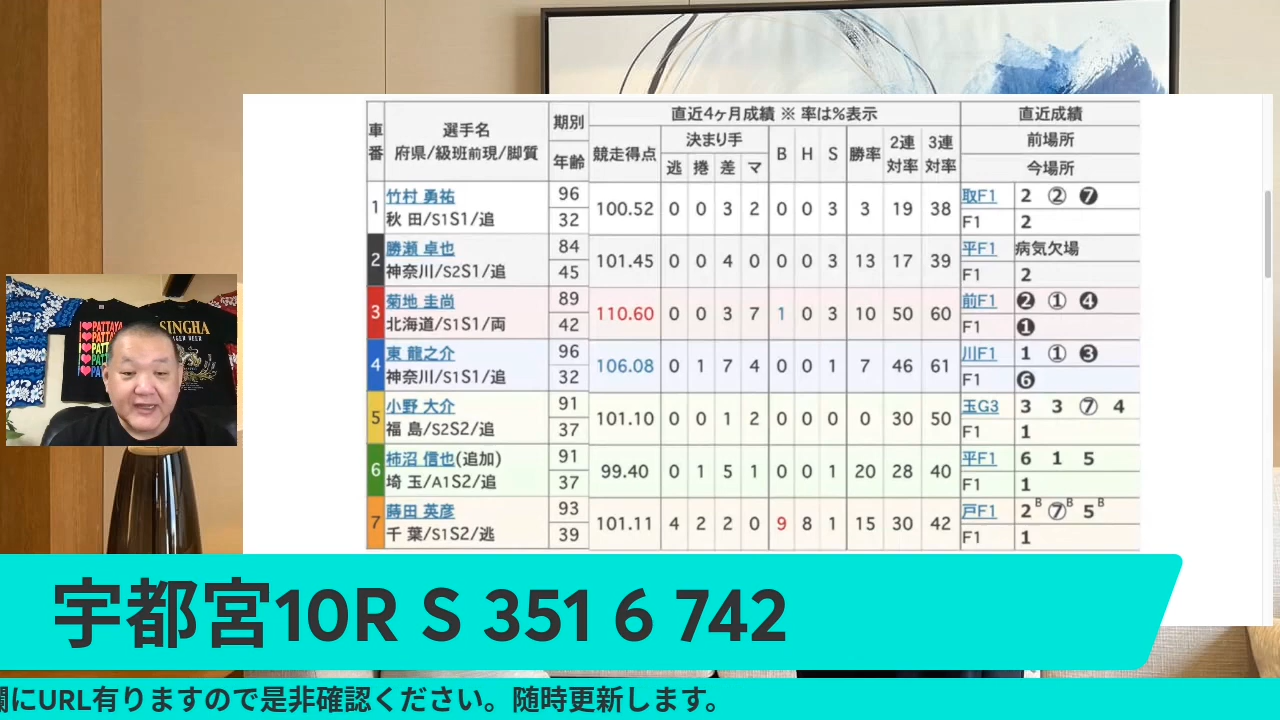 直近4ヶ月成績 ※ 率は%表示 直近成績
車番 選手名 府県/級班前現/脚質 期別 年齢 競走得点 決まり手 逃 捲 差 マ B H S 勝率 2連対率 3連対率 前場所 今場所
1 竹村 勇祐 96 100.52 0 0 3 2 0 0 3 3 19 38 取F1 2 ② ❼
秋 田/S1S1/追 32 F1 2
2 勝瀬 卓也 84 101.45 0 0 4 0 0 0 3 13 17 39 平F1 病気欠場
神奈川/S2S1/追 45 F1 2
3 菊地 圭尚 89 110.60 0 0 3 7 1 0 3 10 50 60 前F1 ❷ ① ❹
北海道/S1S1/両 42 F1 ❶
4 東 龍之介 96 106.08 0 1 7 4 0 0 1 7 46 61 川F1 1 ① ❸
神奈川/S1S1/追 32 F1 ❻
5 小野 大介 91 101.10 0 0 1 2 0 0 0 0 30 50 玉G3 3 3 ⑦ 4
福 島/S2S2/追 37 F1 1
6 柿沼 信也(追加) 91 99.40 0 1 5 1 0 0 1 20 28 40 平F1 6 1 5
埼 玉/A1S2/追 37 F1 1
7 蒔田 英彦 93 101.11 4 2 2 0 9 8 1 15 30 42 戸F1 2B ⑦B 5B
千 葉/S1S2/逃 39 F1 1
I❤PATTAYA
SINGHA
宇都宮10R S 351 6 742
欄にURL有りますので是非確認ください。随時更新します。